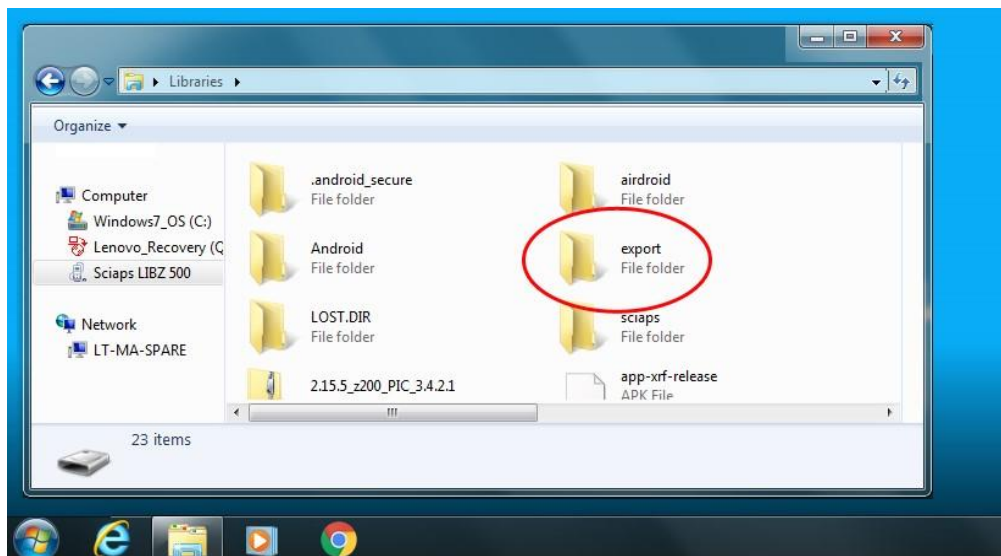 Libraries
Organize
Computer
Windows7_OS (C:)
Lenovo_Recovery (Q
Sciaps LIBZ 500
Network
LT-MA-SPARE
.android_secure
File folder
airdroid
File folder
Android
File folder
export
File folder
LOST.DIR
File folder
sciaps
File folder
2.15.5_z200_PIC_3.4.2.1
app-xrf-release
APK File
23 items